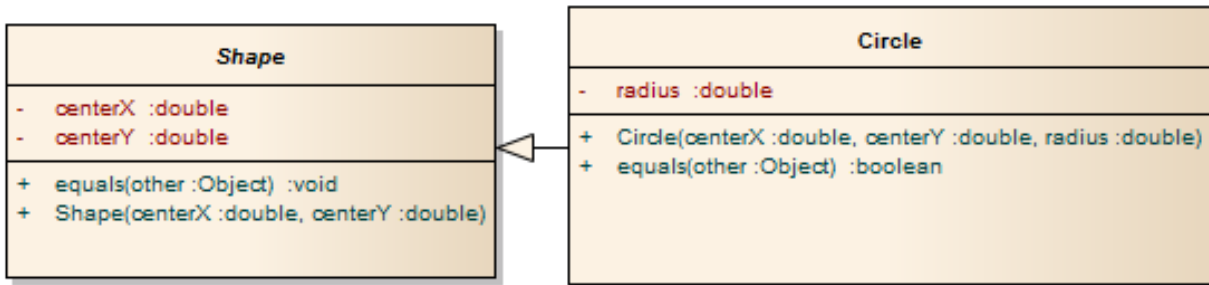 Shape
- centerX :double
- centerY :double
+ equals(other :Object) :void
+ Shape(centerX :double, centerY :double)
Circle
- radius :double
+ Circle(centerX :double, centerY :double, radius :double)
+ equals(other :Object) :boolean